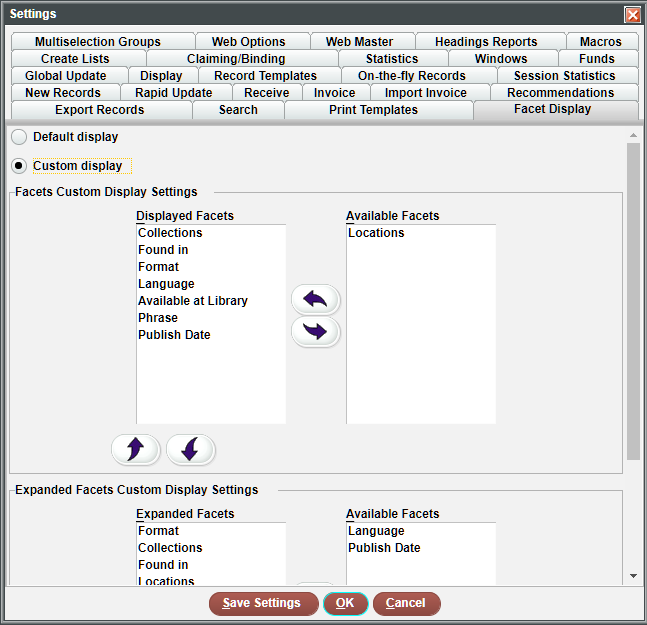 Settings
Multiselection Groups Web Options Web Master Headings Reports Macros
Create Lists Claiming/Binding Statistics Windows Funds
Global Update Display Record Templates On-the-fly Records Session Statistics
New Records Rapid Update Receive Invoice Import Invoice Recommendations
Export Records Search Print Templates Facet Display
Default display
Custom display
Facets Custom Display Settings
Displayed Facets
Collections
Found in
Format
Language
Available at Library
Phrase
Publish Date
Available Facets
Locations
Expanded Facets Custom Display Settings
Expanded Facets
Format
Collections
Found in
Locations
Available Facets
Language
Publish Date
Save Settings OK Cancel